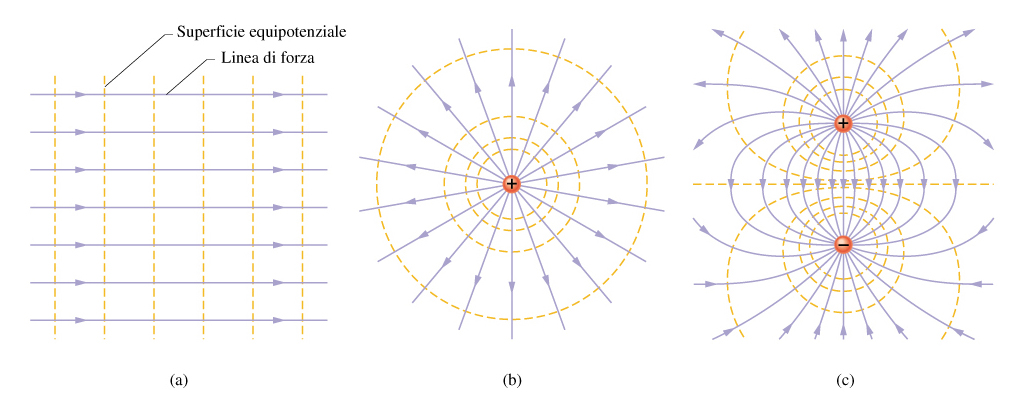 Superficie equipotenziale
Linea di forza
+
+
−
(a)
(b)
(c)